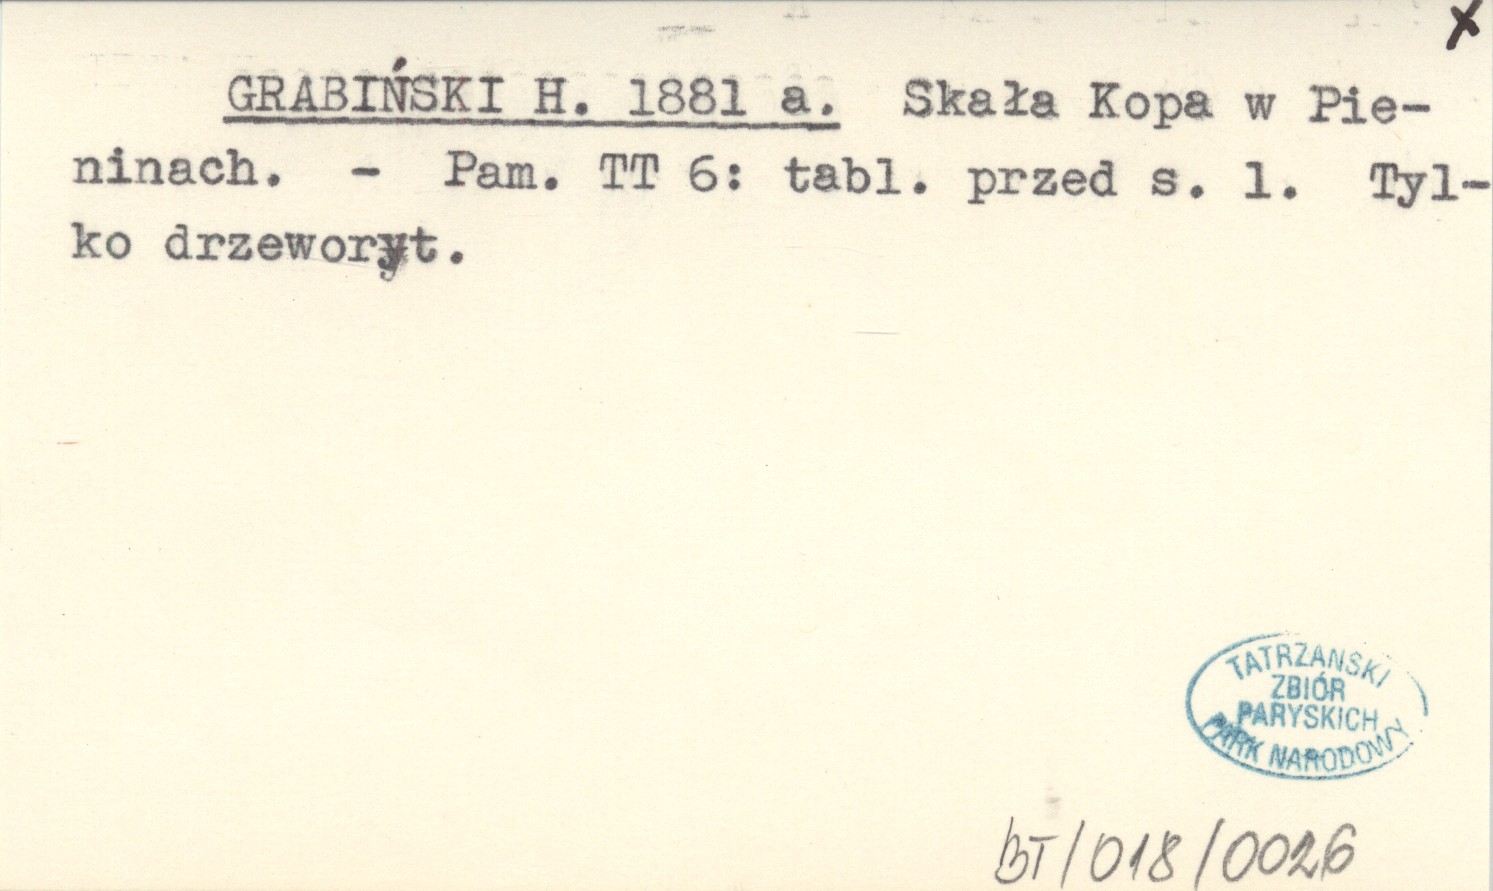 x
GRABIŃSKI H. 1881 a. Skała Kopa w Pie-
ninach. - Pam. TT 6: tabl. przed s. 1. Tyl-
ko drzeworyt.
TATRZAŃSKI
ZBIÓR
PARYSKICH
PARK NARODOWY
BT/018/0026